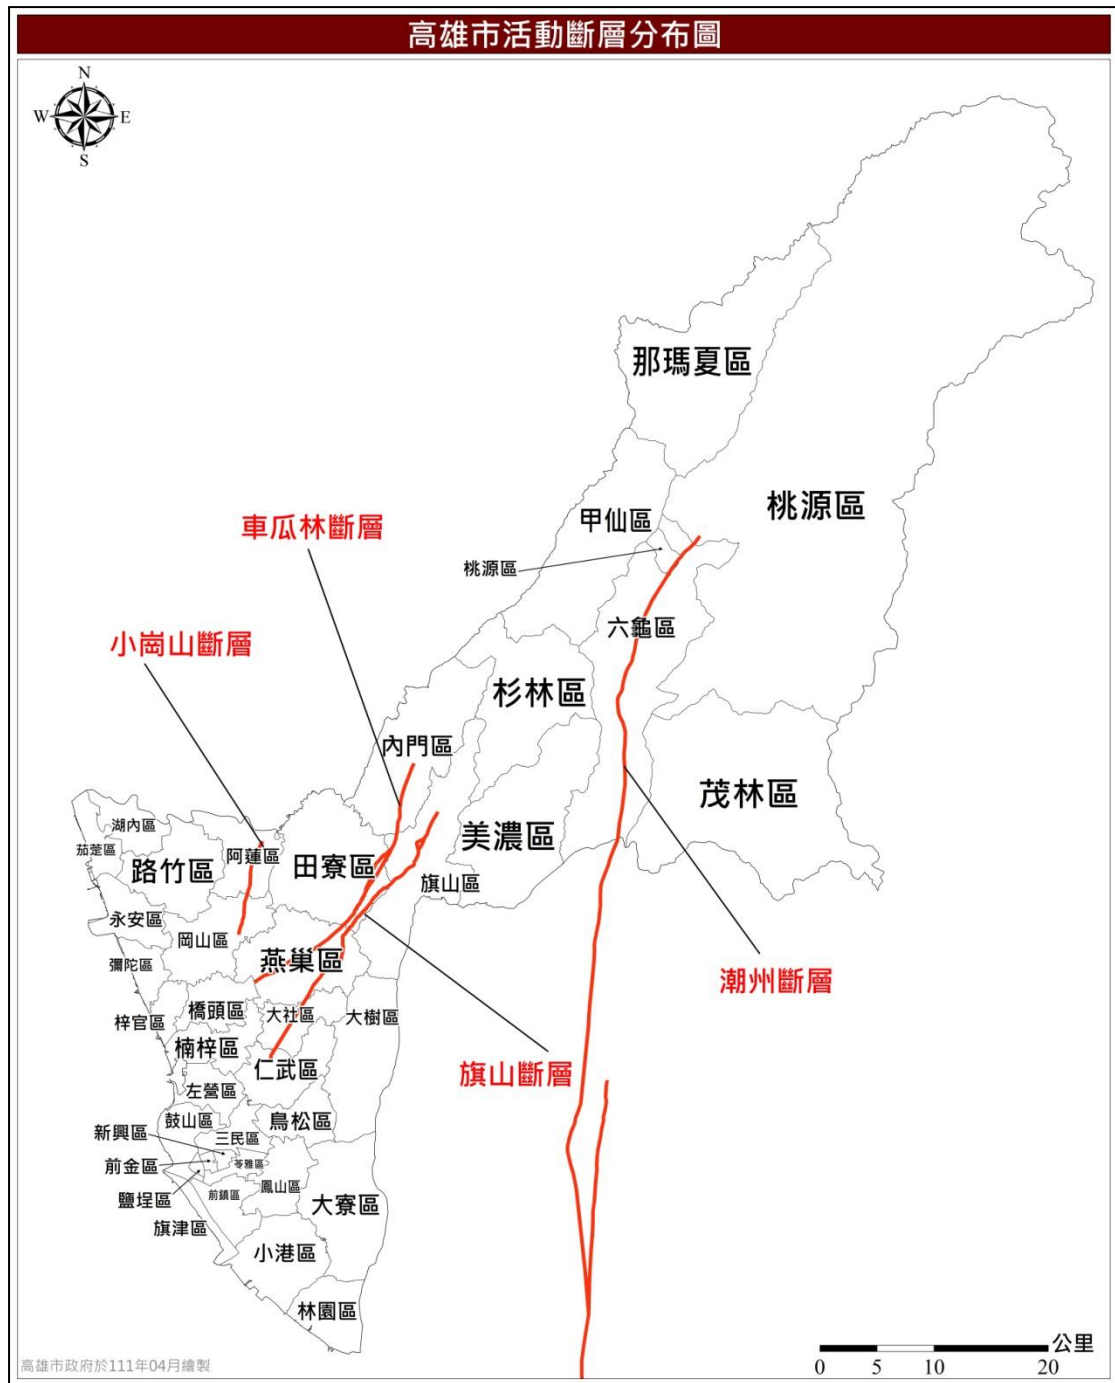 高雄市活動斷層分布圖
N
W
E
S
那瑪夏區
桃源區
甲仙區
車瓜林斷層
桃源區
六龜區
小崗山斷層
杉林區
內門區
茂林區
湖內區
美濃區
茄萣區
阿蓮區
路竹區
田寮區
旗山區
永安區
岡山區
燕巢區
彌陀區
潮州斷層
橋頭區
大社區
大樹區
梓官區
楠梓區
仁武區
旗山斷層
左營區
鼓山區
鳥松區
新興區
三民區
前金區
苓雅區
鹽埕區
前鎮區
鳳山區
大寮區
旗津區
小港區
林園區
公里
0 5 10 20
高雄市政府於111年04月繪製